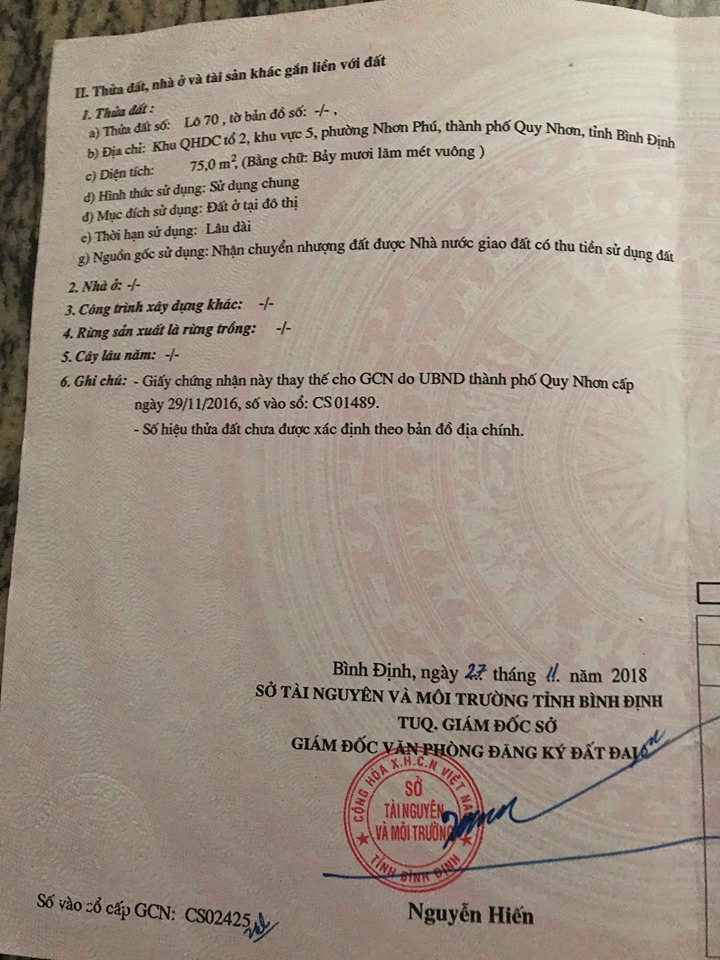 II. Thửa đất, nhà ở và tài sản khác gắn liền với đất
1. Thửa đất :
a) Thửa đất số: Lô 70 , tờ bản đồ số: -/- ,
b) Địa chỉ: Khu QHDC tổ 2, khu vực 5, phường Nhơn Phú, thành phố Quy Nhơn, tỉnh Bình Định
c) Diện tích: 75,0 m², (Bằng chữ: Bảy mươi lăm mét vuông )
d) Hình thức sử dụng: Sử dụng chung
đ) Mục đích sử dụng: Đất ở tại đô thị
e) Thời hạn sử dụng: Lâu dài
g) Nguồn gốc sử dụng: Nhận chuyển nhượng đất được Nhà nước giao đất có thu tiền sử dụng đất
2. Nhà ở: -/-
3. Công trình xây dựng khác: -/-
4. Rừng sản xuất là rừng trồng: -/-
5. Cây lâu năm: -/-
6. Ghi chú: - Giấy chứng nhận này thay thế cho GCN do UBND thành phố Quy Nhơn cấp
ngày 29/11/2016, số vào sổ: CS 01489.
- Số hiệu thửa đất chưa được xác định theo bản đồ địa chính.
Bình Định, ngày 27 tháng 11. năm 2018
SỞ TÀI NGUYÊN VÀ MÔI TRƯỜNG TỈNH BÌNH ĐỊNH
TUQ. GIÁM ĐỐC SỞ
GIÁM ĐỐC VĂN PHÒNG ĐĂNG KÝ ĐẤT ĐAI
CỘNG HÒA X.H.C.N VIỆT NAM
SỞ
TÀI NGUYÊN
VÀ MÔI TRƯỜNG
TỈNH BÌNH ĐỊNH
Nguyễn Hiến
Số vào sổ cấp GCN: CS02425